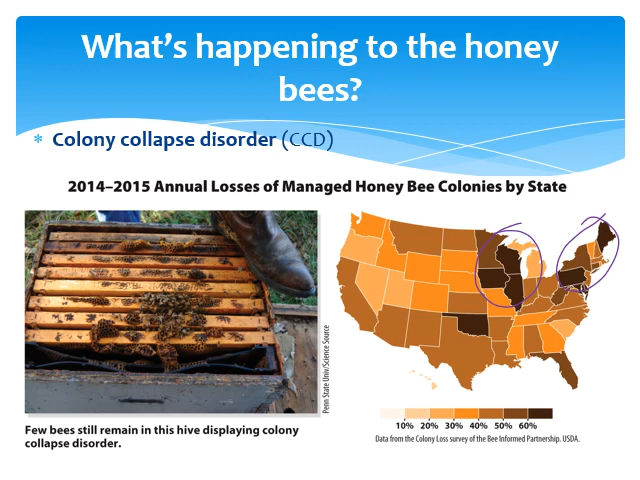 What's happening to the honey
bees?
* Colony collapse disorder (CCD)
2014–2015 Annual Losses of Managed Honey Bee Colonies by State
Penn State Univ/Science Source
10% 20% 30% 40% 50% 60%
Data from the Colony Loss survey of the Bee Informed Partnership. USDA.
Few bees still remain in this hive displaying colony
collapse disorder.